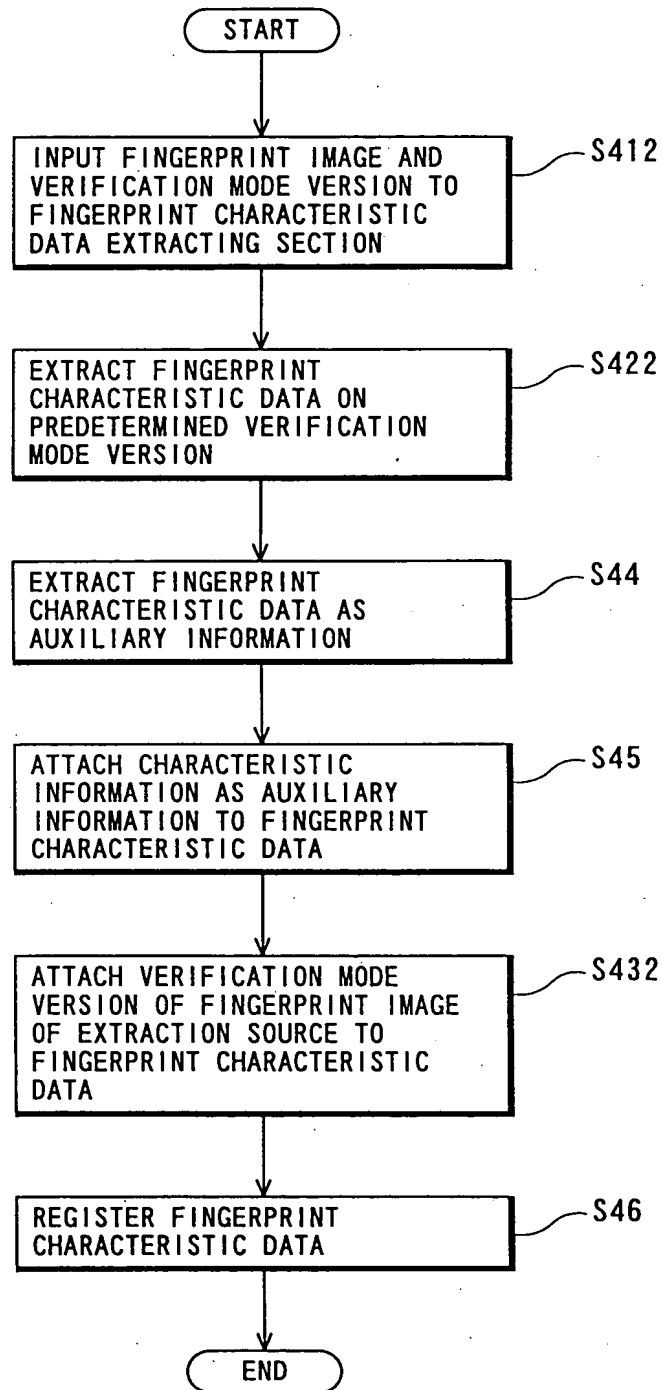 START
INPUT FINGERPRINT IMAGE AND
VERIFICATION MODE VERSION TO
FINGERPRINT CHARACTERISTIC
DATA EXTRACTING SECTION
S412
EXTRACT FINGERPRINT
CHARACTERISTIC DATA ON
PREDETERMINED VERIFICATION
MODE VERSION
S422
EXTRACT FINGERPRINT
CHARACTERISTIC DATA AS
AUXILIARY INFORMATION
S44
ATTACH CHARACTERISTIC
INFORMATION AS AUXILIARY
INFORMATION TO FINGERPRINT
CHARACTERISTIC DATA
S45
ATTACH VERIFICATION MODE
VERSION OF FINGERPRINT IMAGE
OF EXTRACTION SOURCE TO
FINGERPRINT CHARACTERISTIC
DATA
S432
REGISTER FINGERPRINT
CHARACTERISTIC DATA
S46
END